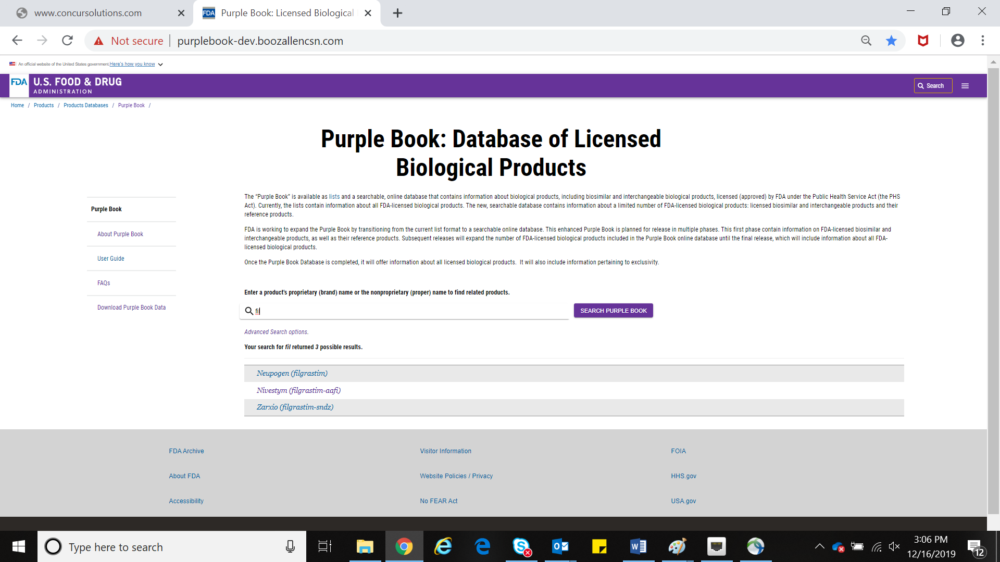 www.concursolutions.com
Purple Book: Licensed Biological
Not secure
purplebook-dev.boozallencsn.com
An official website of the United States government.Here's how you know
FDA U.S. FOOD & DRUG
ADMINISTRATION
Search
Home / Products / Products Databases / Purple Book /
Purple Book: Database of Licensed
Biological Products
Purple Book
About Purple Book
User Guide
FAQs
Download Purple Book Data
The “Purple Book” is available as lists and a searchable, online database that contains information about biological products, including biosimilar and interchangeable biological products, licensed (approved) by FDA under the Public Health Service Act (the PHS
Act). Currently, the lists contain information about all FDA-licensed biological products. The new, searchable database contains information about a limited number of FDA-licensed biological products: licensed biosimilar and interchangeable products and their
reference products.
FDA is working to expand the Purple Book by transitioning from the current list format to a searchable online database. This enhanced Purple Book is planned for release in multiple phases. This first phase contain information on FDA-licensed biosimilar and
interchangeable products, as well as their reference products. Subsequent releases will expand the number of FDA-licensed biological products included in the Purple Book online database until the final release, which will include information about all FDA-
licensed biological products.
Once the Purple Book Database is completed, it will offer information about all licensed biological products. It will also include information pertaining to exclusivity.
Enter a product's proprietary (brand) name or the nonproprietary (proper) name to find related products.
fil
SEARCH PURPLE BOOK
Advanced Search options.
Your search for fil returned 3 possible results.
Neupogen (filgrastim)
Nivestym (filgrastim-aafi)
Zarxio (filgrastim-sndz)
FDA Archive
Visitor Information
FOIA
About FDA
Website Policies / Privacy
HHS.gov
Accessibility
No FEAR Act
USA.gov
Type here to search
3:06 PM
12/16/2019
12